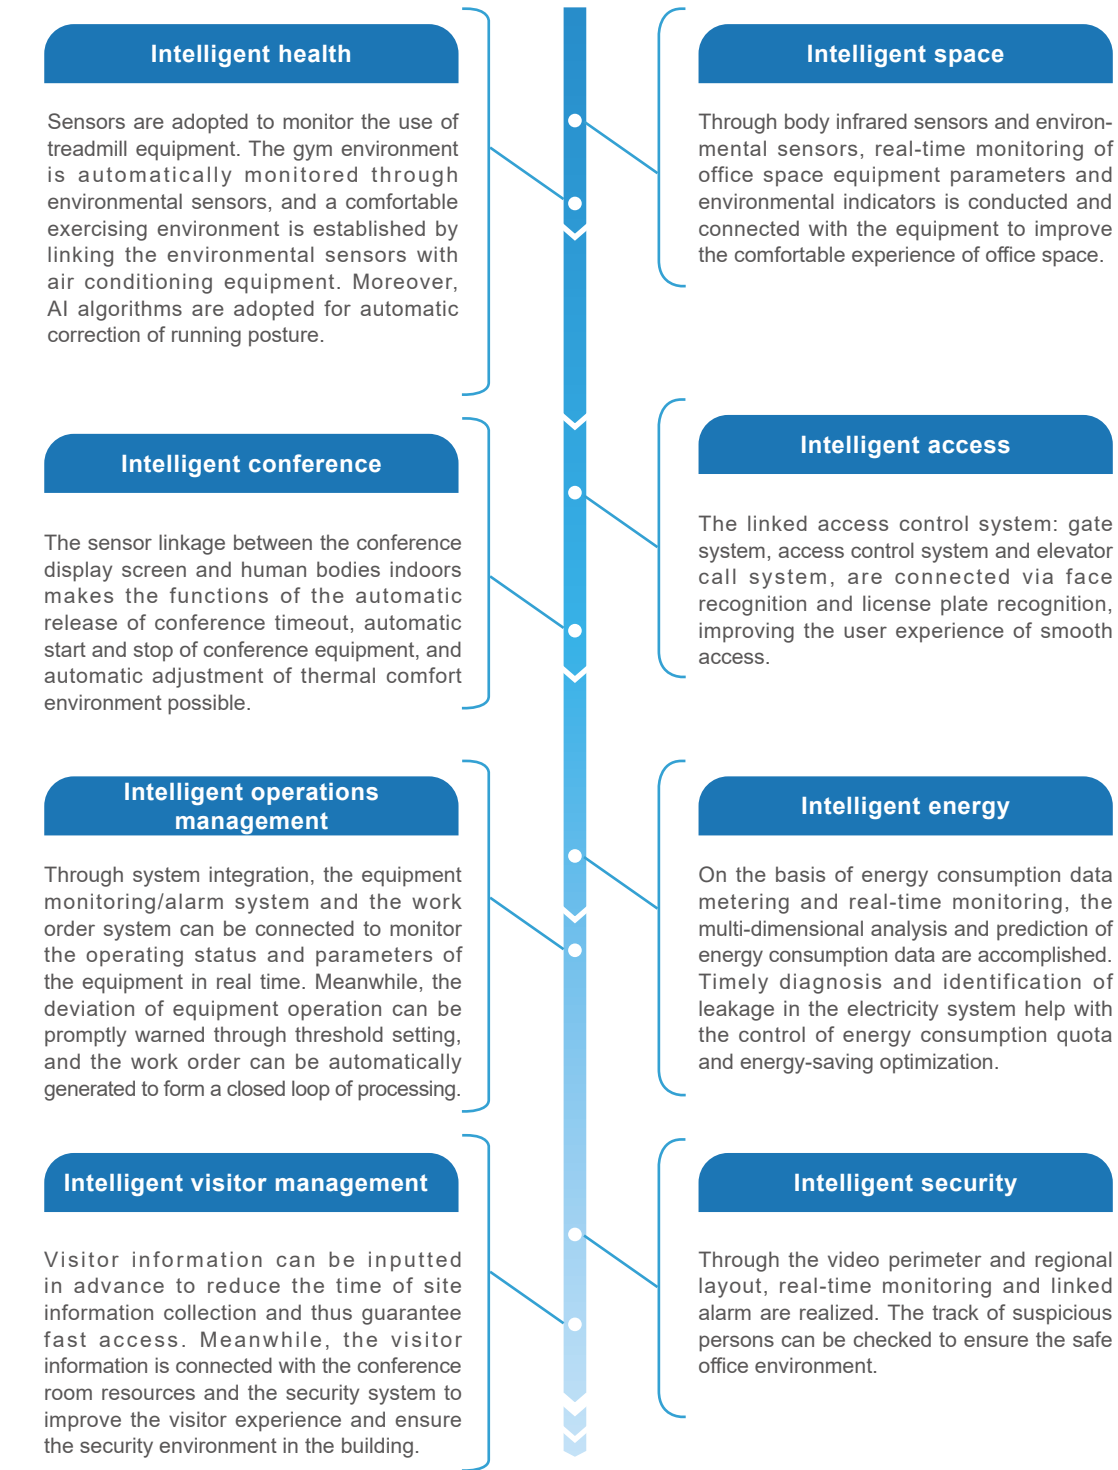 Intelligent health
Sensors are adopted to monitor the use of
treadmill equipment. The gym environment
is automatically monitored through
environmental sensors, and a comfortable
exercising environment is established by
linking the environmental sensors with
air conditioning equipment. Moreover,
AI algorithms are adopted for automatic
correction of running posture.
Intelligent space
Through body infrared sensors and environ-
mental sensors, real-time monitoring of
office space equipment parameters and
environmental indicators is conducted and
connected with the equipment to improve
the comfortable experience of office space.
Intelligent conference
The sensor linkage between the conference
display screen and human bodies indoors
makes the functions of the automatic
release of conference timeout, automatic
start and stop of conference equipment, and
automatic adjustment of thermal comfort
environment possible.
Intelligent access
The linked access control system: gate
system, access control system and elevator
call system, are connected via face
recognition and license plate recognition,
improving the user experience of smooth
access.
Intelligent operations
management
Through system integration, the equipment
monitoring/alarm system and the work
order system can be connected to monitor
the operating status and parameters of
the equipment in real time. Meanwhile, the
deviation of equipment operation can be
promptly warned through threshold setting,
and the work order can be automatically
generated to form a closed loop of processing.
Intelligent energy
On the basis of energy consumption data
metering and real-time monitoring, the
multi-dimensional analysis and prediction of
energy consumption data are accomplished.
Timely diagnosis and identification of
leakage in the electricity system help with
the control of energy consumption quota
and energy-saving optimization.
Intelligent visitor management
Visitor information can be inputted
in advance to reduce the time of site
information collection and thus guarantee
fast access. Meanwhile, the visitor
information is connected with the conference
room resources and the security system to
improve the visitor experience and ensure
the security environment in the building.
Intelligent security
Through the video perimeter and regional
layout, real-time monitoring and linked
alarm are realized. The track of suspicious
persons can be checked to ensure the safe
office environment.